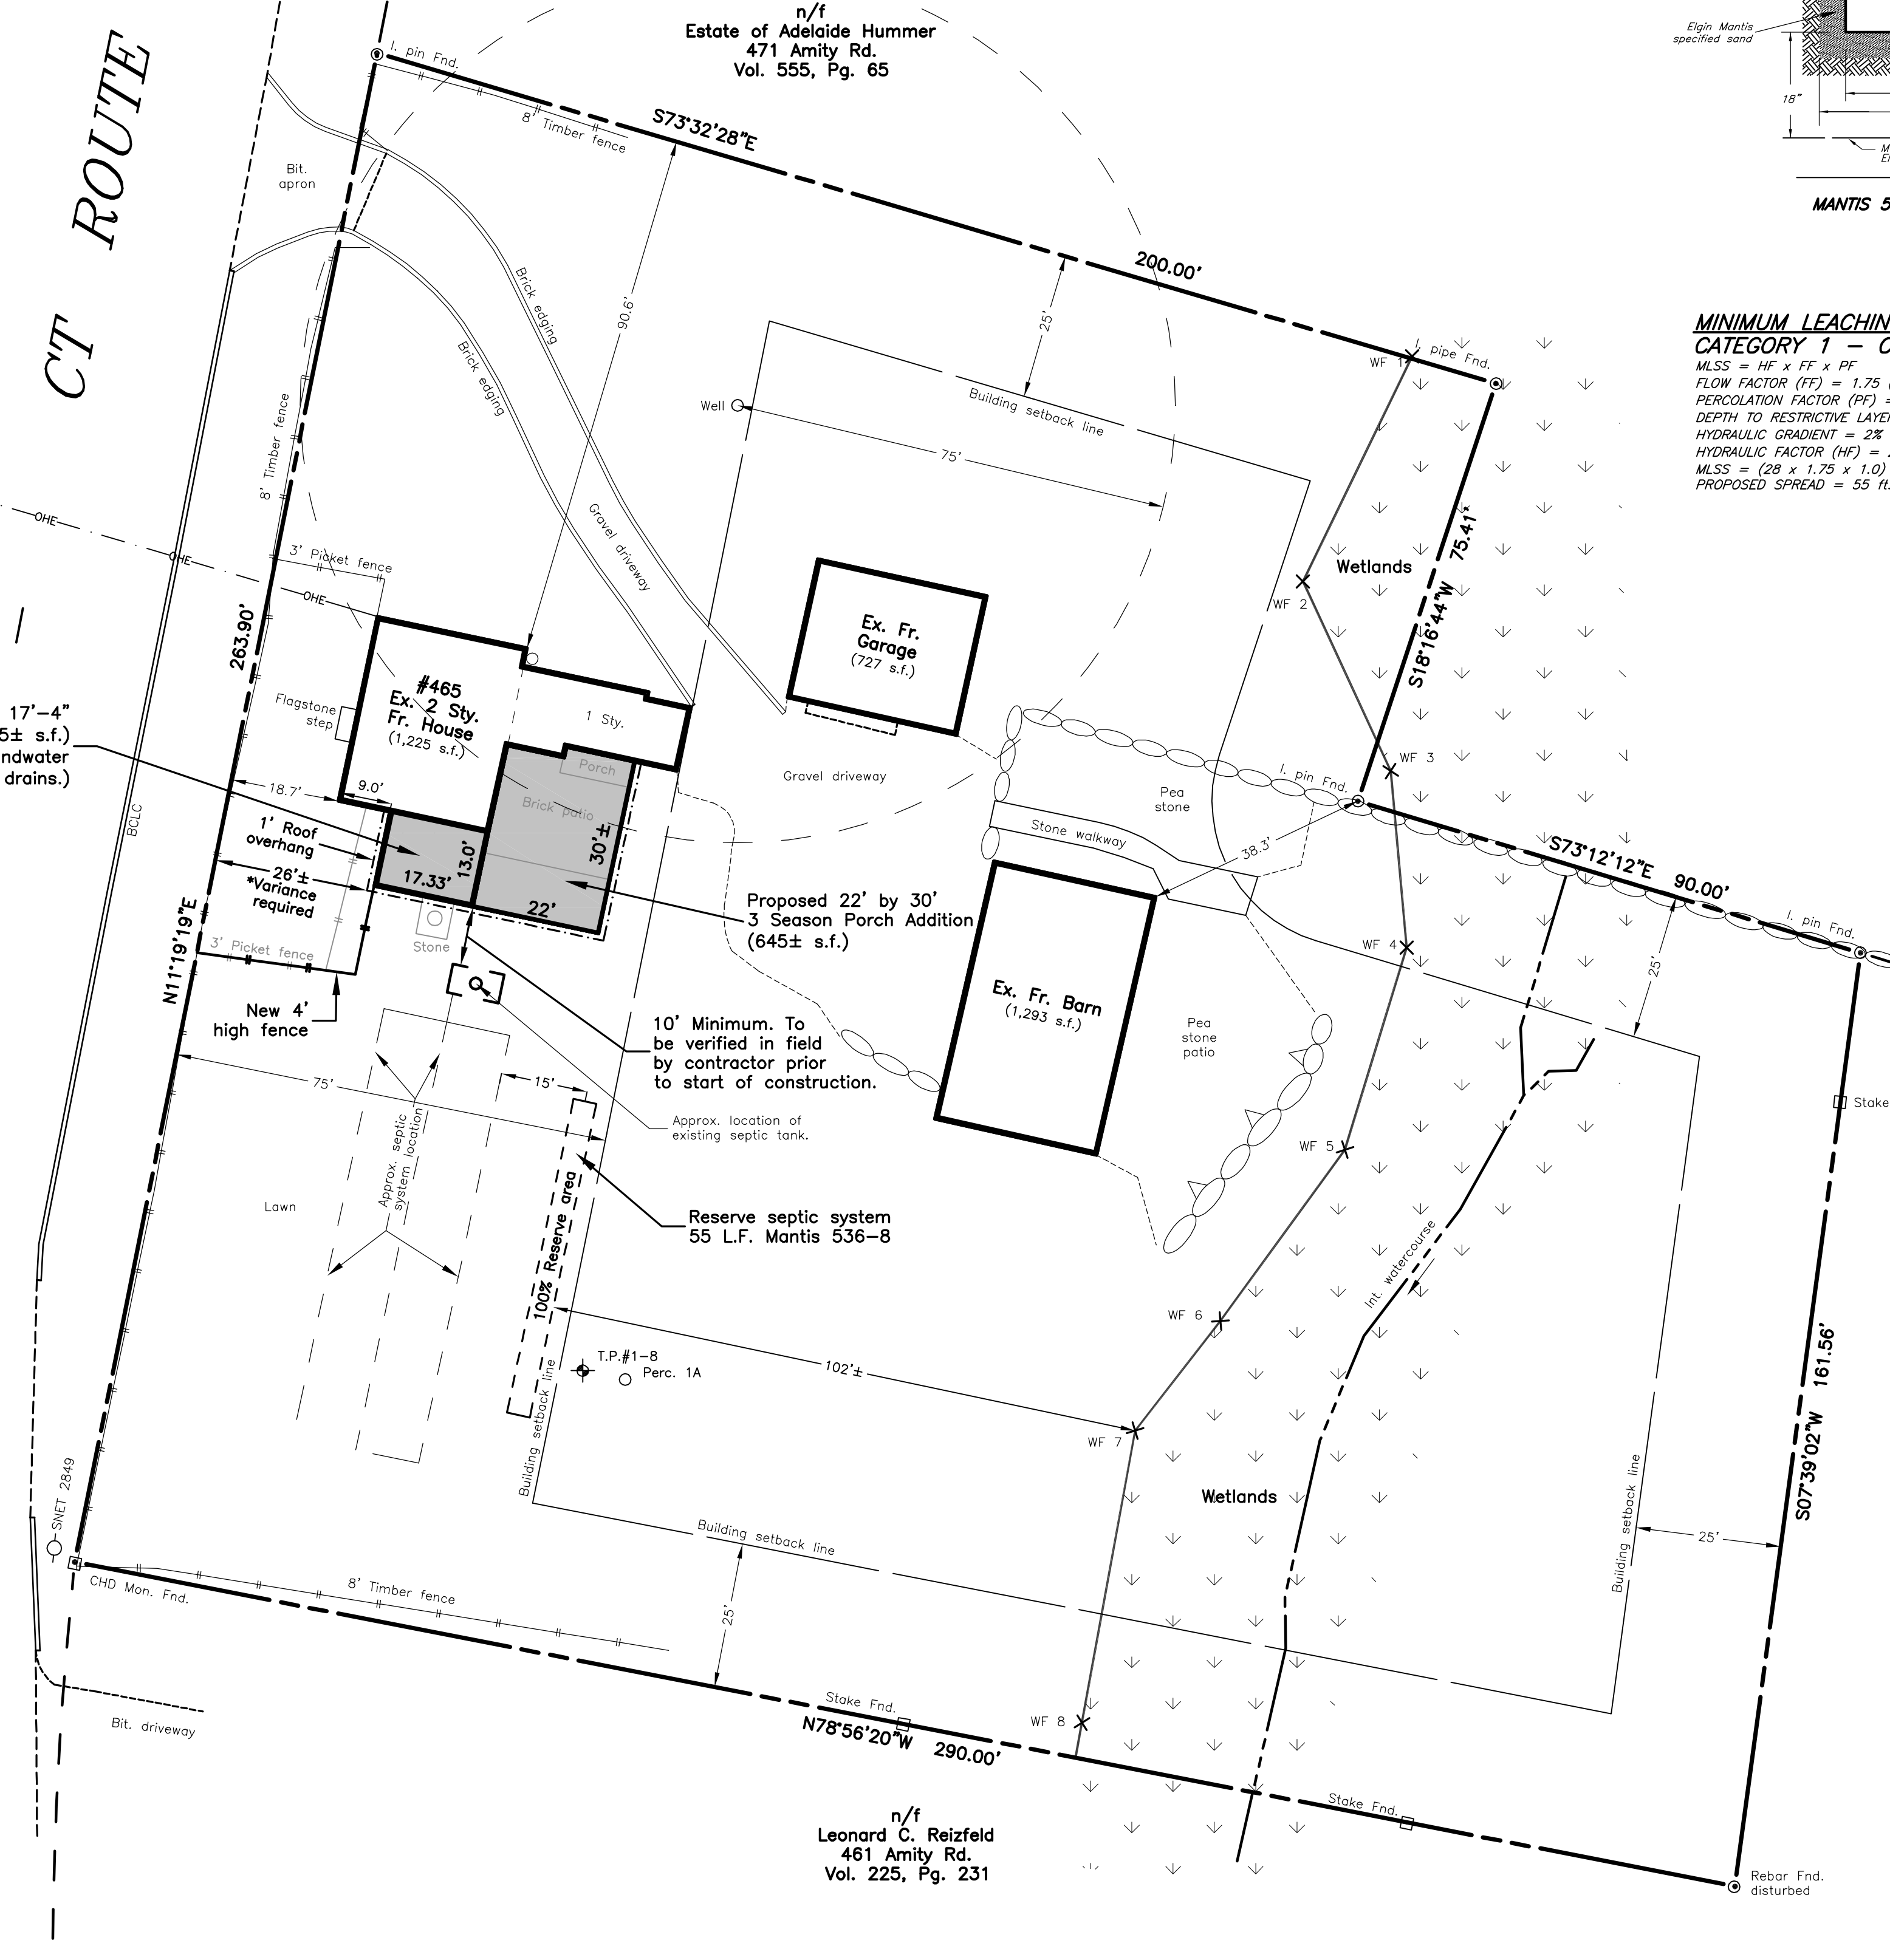 n/f
Estate of Adelaide Hummer
471 Amity Rd.
Vol. 555, Pg. 65
Elgin Mantis
specified sand
18"
MANTIS 5
CT ROUTE
I. pin Fnd.
8' Timber fence
S73°32'28"E
200.00'
Bit.
apron
Brick edging
Brick edging
90.6'
25'
Building setback line
Well
75'
WF 1
I. pipe Fnd.
MINIMUM LEACHIN
CATEGORY 1 - C
MLSS = HF x FF x PF
FLOW FACTOR (FF) = 1.75 (
PERCOLATION FACTOR (PF) =
DEPTH TO RESTRICTIVE LAYER
HYDRAULIC GRADIENT = 2%
HYDRAULIC FACTOR (HF) =
MLSS = (28 x 1.75 x 1.0)
PROPOSED SPREAD = 55 ft.
8' Timber fence
OHE
OHE
OHE
3' Picket fence
Gravel driveway
Ex. Fr.
Garage
(727 s.f.)
Wetlands
WF 2
S18°16'44"W 75.41'
263.90'
#465
Ex. 2 Sty.
Fr. House
(1,225 s.f.)
1 Sty.
Flagstone
step
17'-4"
5± s.f.)
ndwater
drains.)
Porch
Brick patio
18.7'
9.0'
Gravel driveway
Pea
stone
I. pin Fnd.
WF 3
BCLC
1' Roof
overhang
26'±
*Variance
required
17.33'
13.0'
30'±
22'
Stone walkway
38.3'
S73°12'12"E 90.00'
I. pin Fnd.
Proposed 22' by 30'
3 Season Porch Addition
(645± s.f.)
N11°19'19"E
3' Picket fence
Stone
WF 4
25'
New 4'
high fence
10' Minimum. To
be verified in field
by contractor prior
to start of construction.
Ex. Fr. Barn
(1,293 s.f.)
Pea
stone
patio
75'
15'
Approx. location of
existing septic tank.
Stake
WF 5
Approx. septic
system location
Lawn
Reserve septic system
55 L.F. Mantis 536-8
100% Reserve area
Int. watercourse
WF 6
T.P.#1-8
Perc. 1A
102'±
WF 7
Building setback line
S07°39'02"W 161.56'
Wetlands
Building setback line
SNET 2849
Building setback line
25'
CHD Mon. Fnd.
8' Timber fence
25'
Stake Fnd.
N78°56'20"W 290.00'
WF 8
Bit. driveway
Stake Fnd.
n/f
Leonard C. Reizfeld
461 Amity Rd.
Vol. 225, Pg. 231
Rebar Fnd.
disturbed